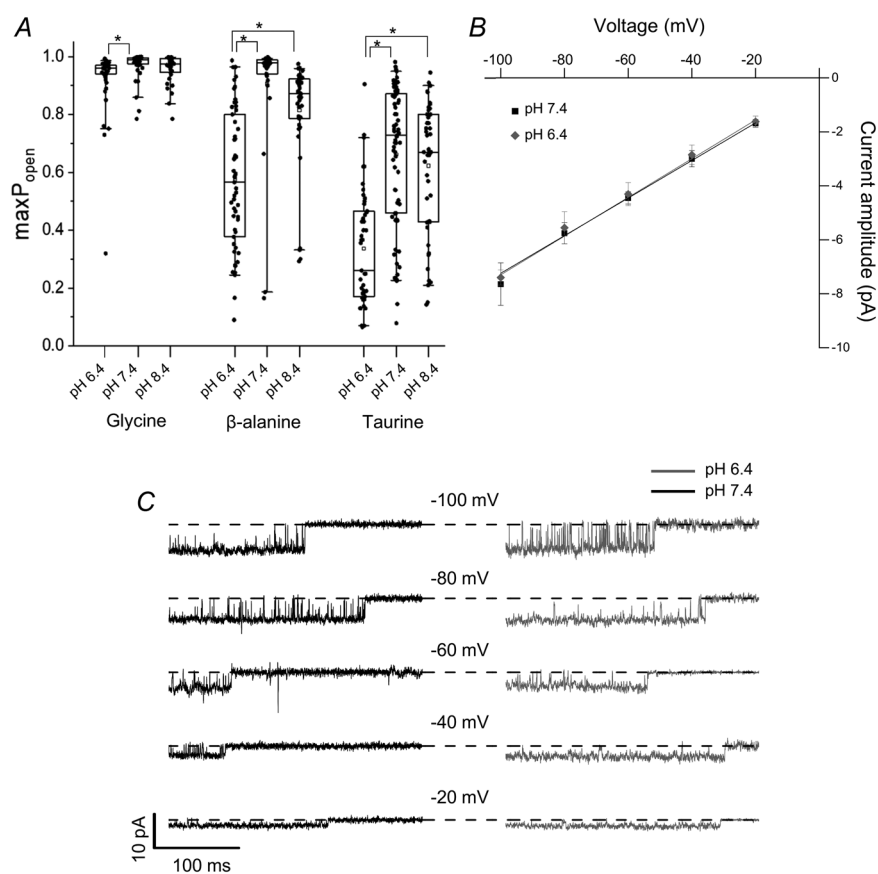 A
*
*
*
*
*
1.0
0.8
0.6
0.4
0.2
0.0
maxPopen
pH 6.4
pH 7.4
pH 8.4
pH 6.4
pH 7.4
pH 8.4
pH 6.4
pH 7.4
pH 8.4
Glycine
β-alanine
Taurine
B
Voltage (mV)
-100
-80
-60
-40
-20
0
0
-2
-4
-6
-8
-10
Current amplitude (pA)
pH 7.4
pH 6.4
C
pH 6.4
pH 7.4
-100 mV
-80 mV
-60 mV
-40 mV
-20 mV
10 pA
100 ms